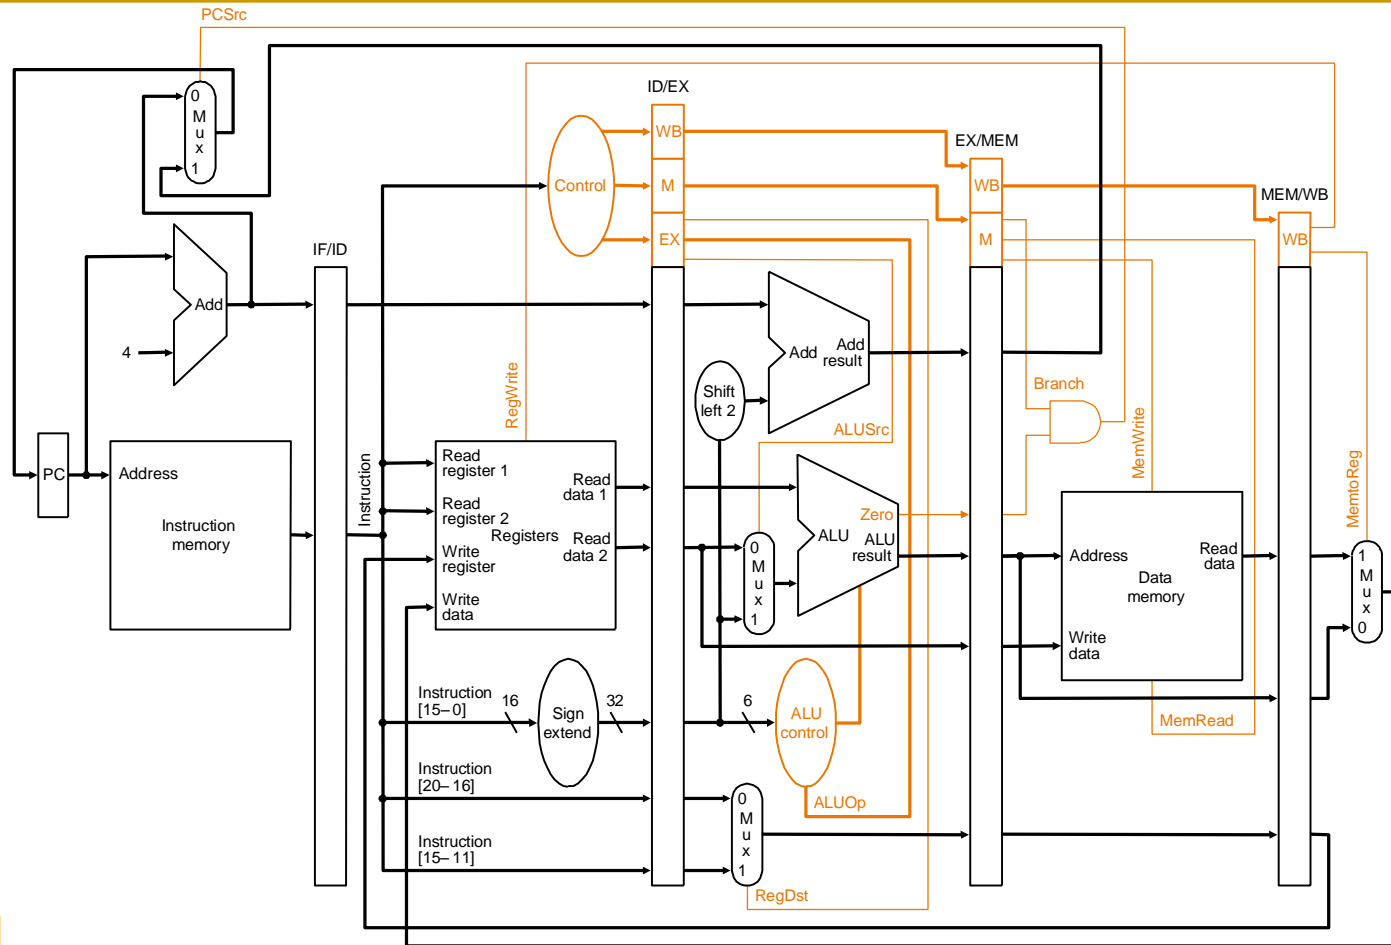 PCSrc
ID/EX
0
M
u
x
1
WB
EX/MEM
Control
M
WB
MEM/WB
EX
M
WB
IF/ID
Add
4
Add
Add
result
Shift
left 2
Branch
RegWrite
ALUSrc
MemWrite
MemtoReg
PC
Address
Instruction
memory
Instruction
Read
register 1
Read
register 2
Write
register
Write
data
Registers
Read
data 1
Read
data 2
0
M
u
x
1
Zero
ALU
ALU
result
Address
Read
data
Data
memory
Write
data
1
M
u
x
0
Instruction
[15–0]
16
Sign
extend
32
6
ALU
control
MemRead
Instruction
[20–16]
Instruction
[15–11]
0
M
u
x
1
ALUOp
RegDst